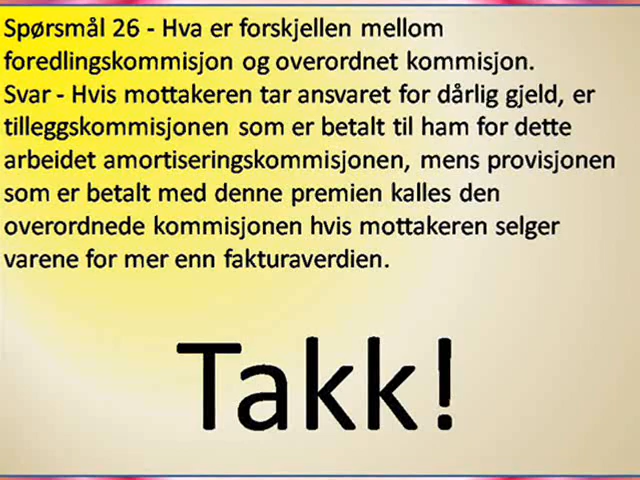 Spørsmål 26 - Hva er forskjellen mellom
foredlingskommisjon og overordnet kommisjon.
Svar - Hvis mottakeren tar ansvaret for dårlig gjeld, er
tilleggskommisjonen som er betalt til ham for dette
arbeidet amortiseringskommisjonen, mens provisjonen
som er betalt med denne premien kalles den
overordnede kommisjonen hvis mottakeren selger
varene for mer enn fakturaverdien.
Takk!